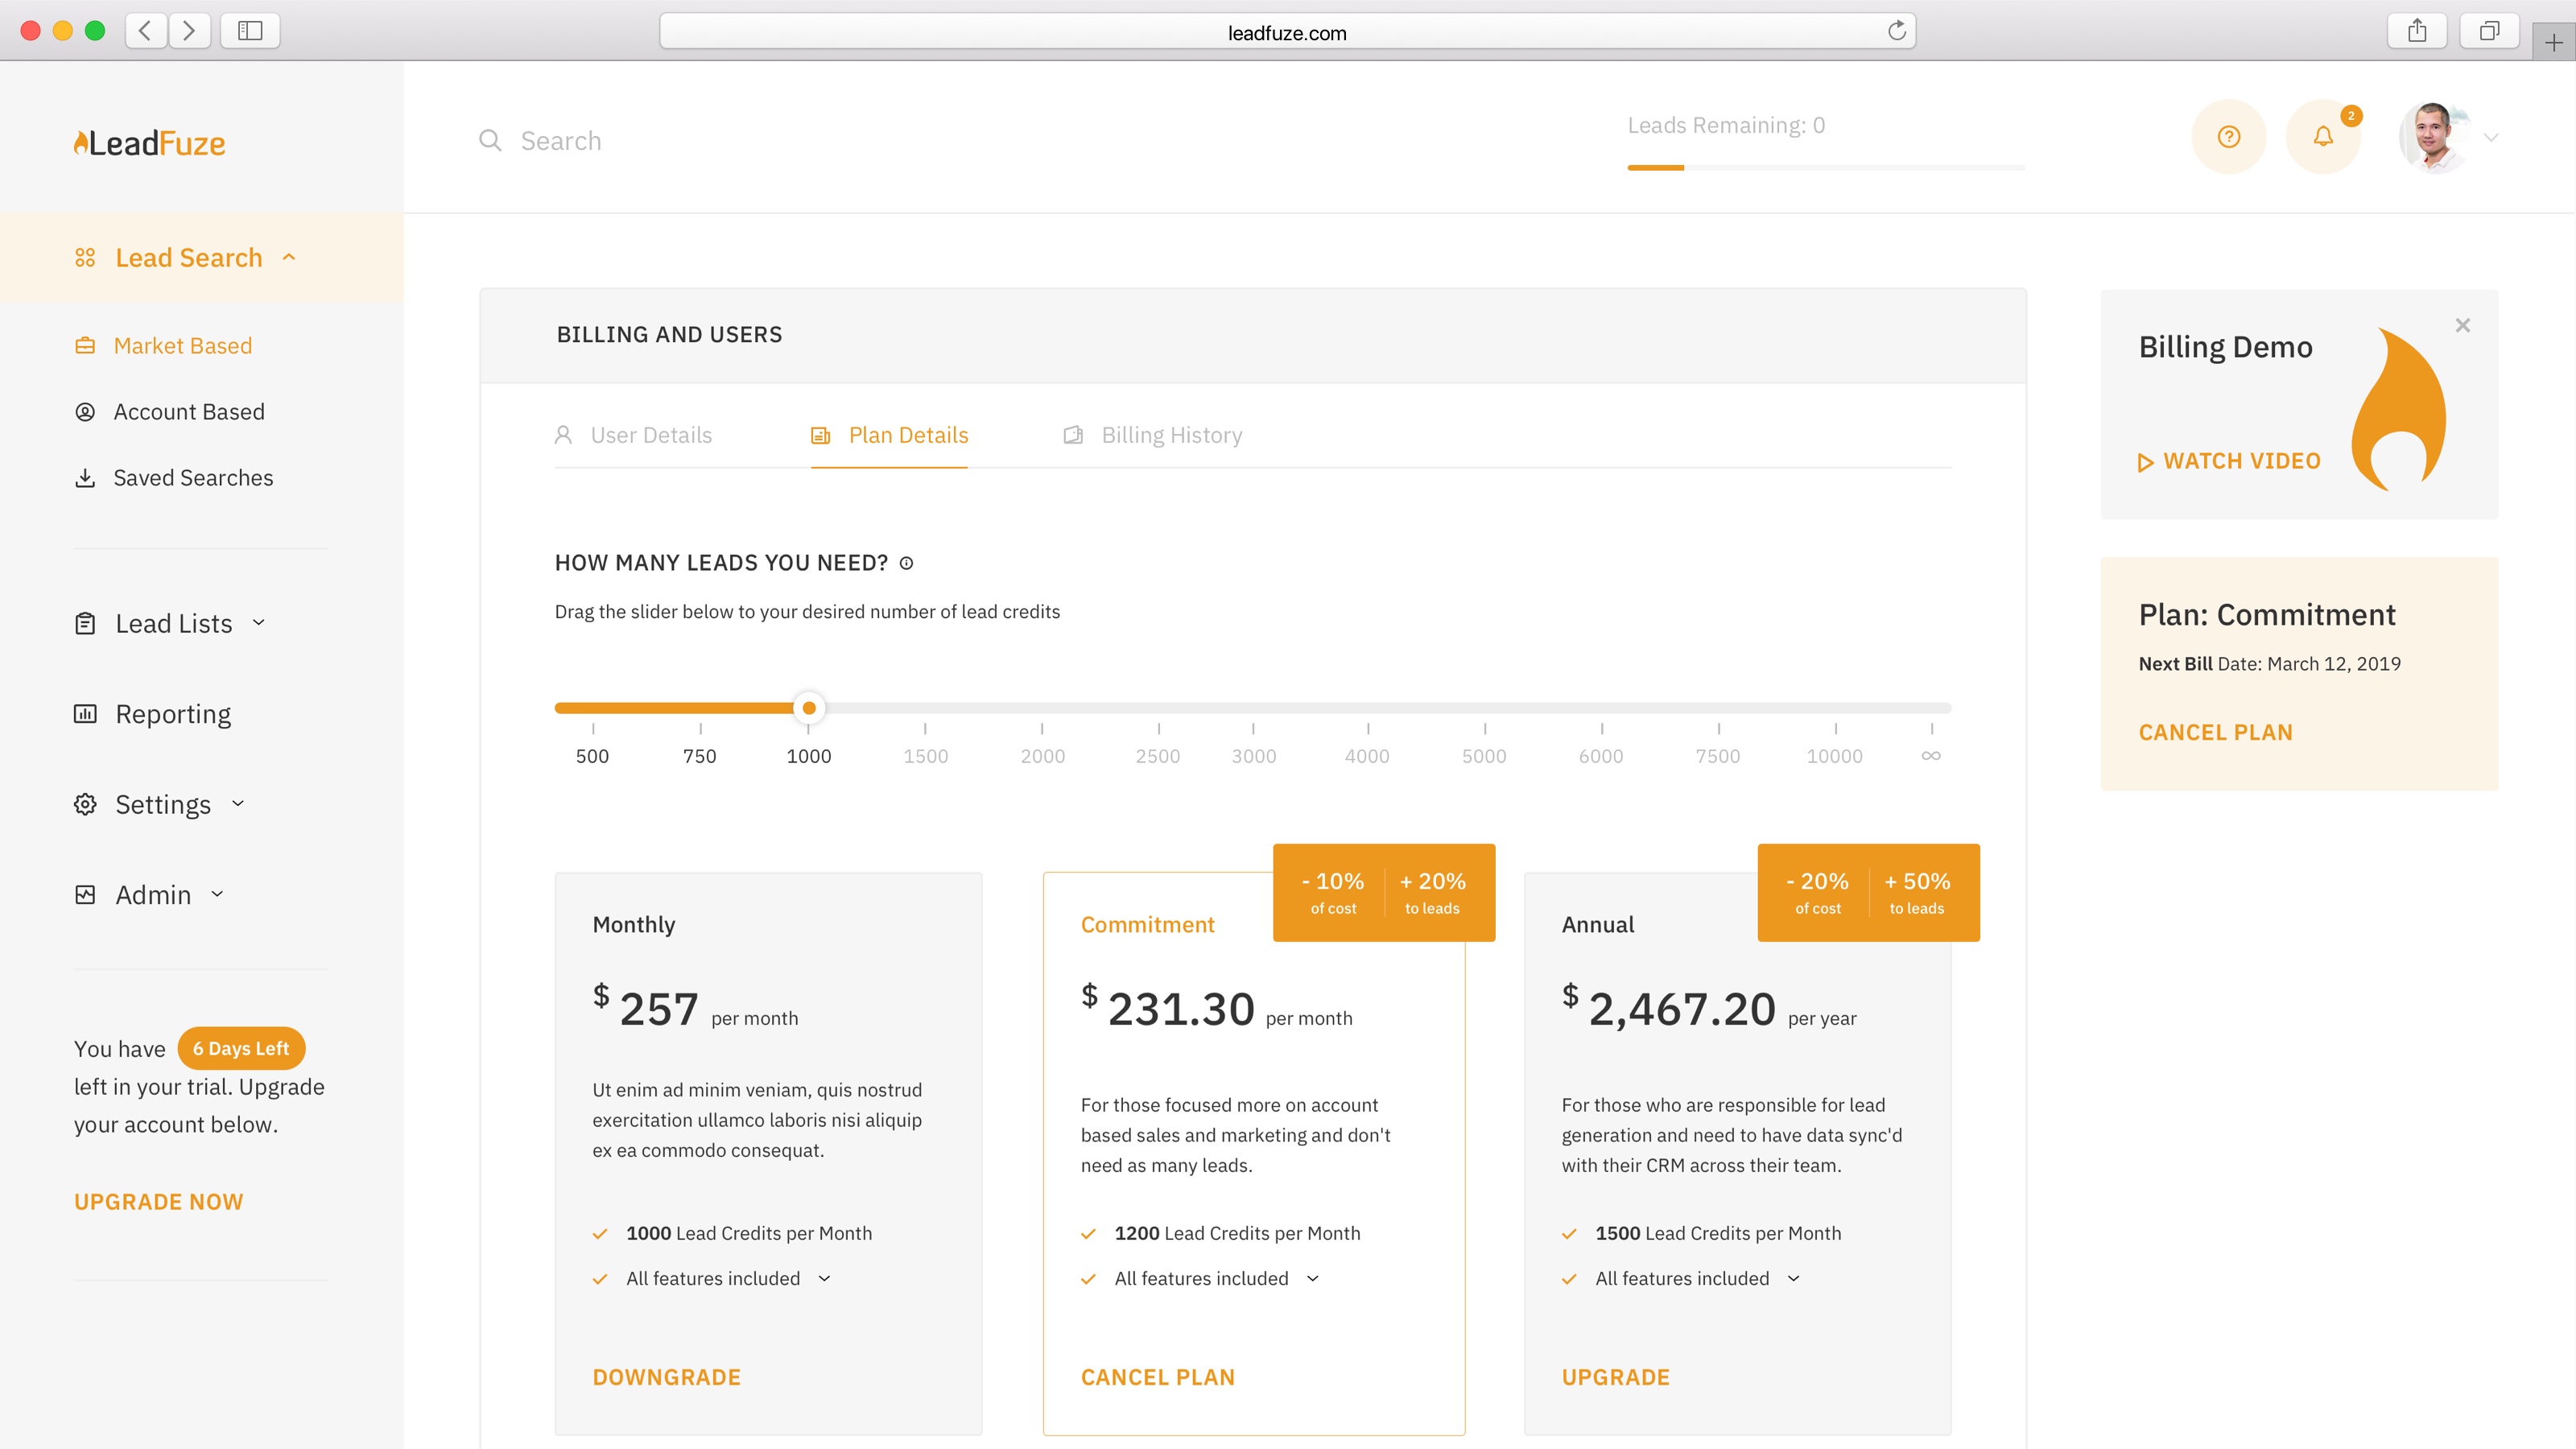 leadfuze.com
LeadFuze
Search
Leads Remaining: 0
2
Lead Search
Market Based
Account Based
Saved Searches
Lead Lists
Reporting
Settings
Admin
You have 6 Days Left
left in your trial. Upgrade
your account below.
UPGRADE NOW
BILLING AND USERS
User Details
Plan Details
Billing History
HOW MANY LEADS YOU NEED?
Drag the slider below to your desired number of lead credits
500 750 1000 1500 2000 2500 3000 4000 5000 6000 7500 10000 ∞
Monthly
$ 257 per month
Ut enim ad minim veniam, quis nostrud
exercitation ullamco laboris nisi aliquip
ex ea commodo consequat.
1000 Lead Credits per Month
All features included
DOWNGRADE
- 10% + 20%
of cost to leads
Commitment
$ 231.30 per month
For those focused more on account
based sales and marketing and don't
need as many leads.
1200 Lead Credits per Month
All features included
CANCEL PLAN
- 20% + 50%
of cost to leads
Annual
$ 2,467.20 per year
For those who are responsible for lead
generation and need to have data sync'd
with their CRM across their team.
1500 Lead Credits per Month
All features included
UPGRADE
Billing Demo
WATCH VIDEO
Plan: Commitment
Next Bill Date: March 12, 2019
CANCEL PLAN